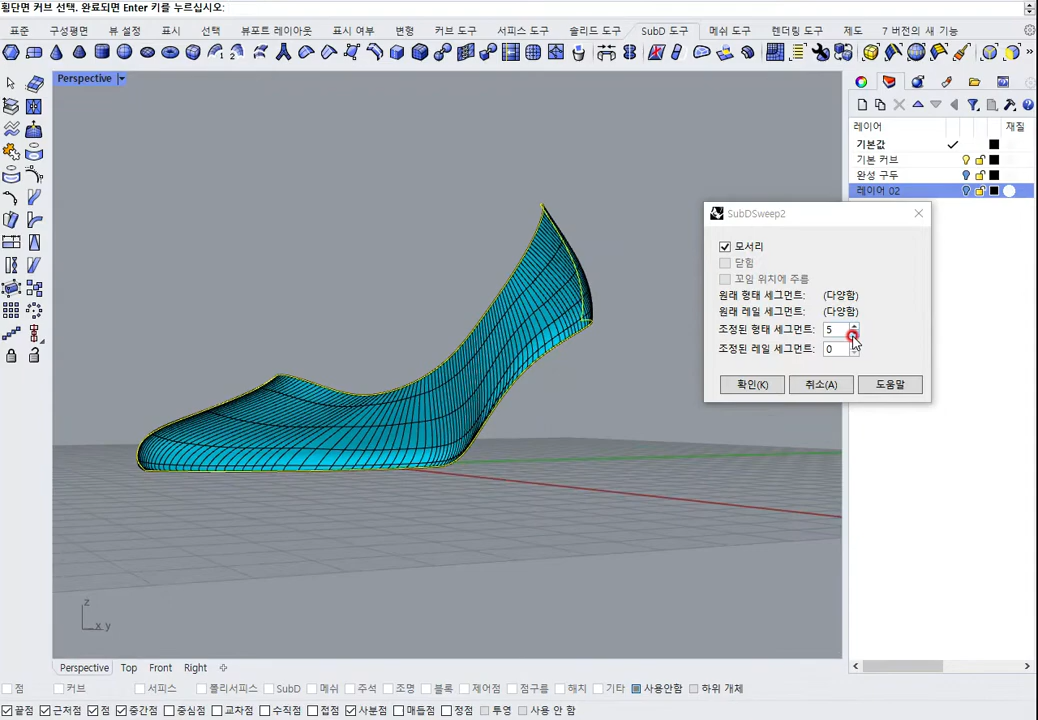 횡단면 커브 선택. 완료되면 Enter 키를 누르십시오:
표준 구성평면 뷰 설정 표시 선택 뷰포트 레이아웃 표시 여부 변형 커브 도구 서피스 도구 솔리드 도구 SubD 도구 메쉬 도구 렌더링 도구 제도 7 버전의 새 기능
Perspective
레이어 재질
기본값
기본 커브
완성 구두
레이어 02
SubDSweep2
모서리
닫힘
꼬임 위치에 주름
원래 형태 세그먼트: (다양함)
원래 레일 세그먼트: (다양함)
조정된 형태 세그먼트: 5
조정된 레일 세그먼트: 0
확인(K) 취소(A) 도움말
z
x y
Perspective Top Front Right
점 커브 서피스 폴리서피스 SubD 메쉬 주석 조명 블록 제어점 점구름 해치 기타 사용안함 하위 개체
끝점 근저점 점 중간점 중심점 교차점 수직점 접점 사분점 매듭점 정점 투영 사용 안 함